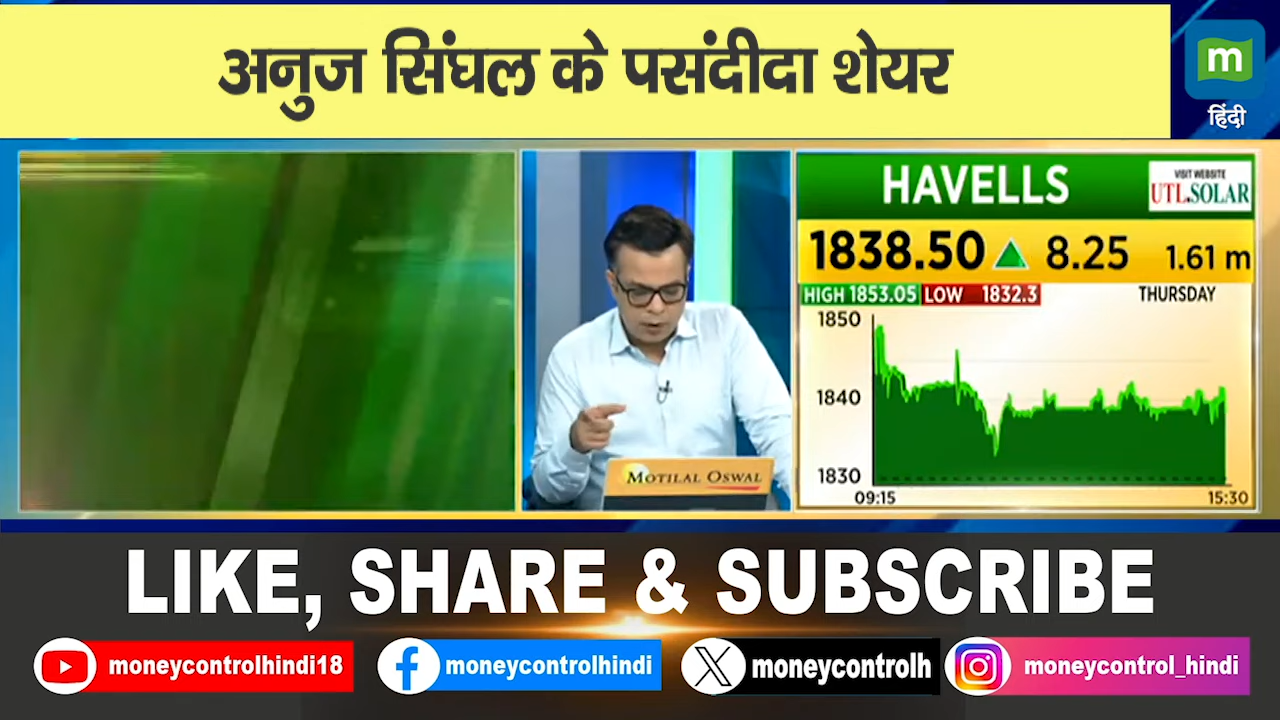 अनुज सिंघल के पसंदीदा शेयर
m
हिंदी
HAVELLS
VISIT WEBSITE
UTL SOLAR
1838.50 8.25 1.61 m
HIGH 1853.05 LOW 1832.3 THURSDAY
1850
1840
1830
09:15 15:30
MOTILAL OSWAL
LIKE, SHARE & SUBSCRIBE
moneycontrolhindi18 moneycontrolhindi moneycontrolh moneycontrol_hindi